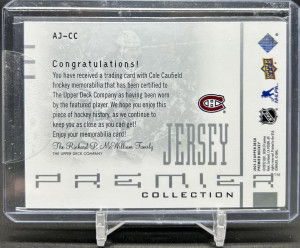 AJ-CC
Congratulations!
You have received a trading card with Cole Caufield
hockey memorabilia that has been certified to
The Upper Deck Company as having been worn
by the featured player. We hope you enjoy this
piece of hockey history, as we continue to
keep you as close as you can get!
Enjoy your memorabilia card!
The Richard P. McWilliam Family
THE UPPER DECK COMPANY
JERSEY
PREMIER
COLLECTION